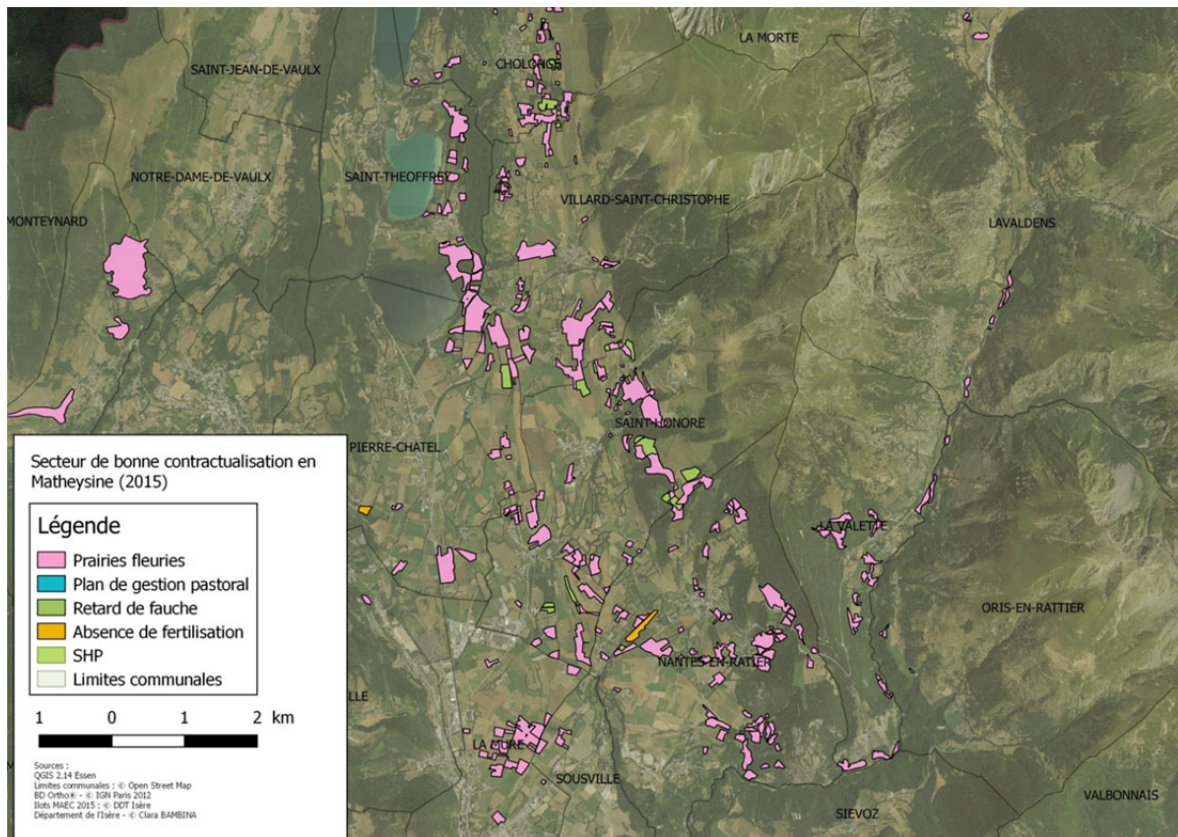 LA MORTE
SAINT-JEAN-DE-VAULX
CHOLONGE
NOTRE-DAME-DE-VAULX
SAINT-THEOFFREY
VILLARD-SAINT-CHRISTOPHE
MONTEYNARD
LAVALDENS
SAINT-HONORE
PIERRE-CHATEL
LA VALETTE
ORIS-EN-RATTIER
NANTES-EN-RATIER
LLE
LA MURE
SOUSVILLE
VALBONNAIS
SIEVOZ
Secteur de bonne contractualisation en
Matheysine (2015)
Légende
Prairies fleuries
Plan de gestion pastoral
Retard de fauche
Absence de fertilisation
SHP
Limites communales
1 0 1 2 km
Sources :
QGIS 2.14 Essen
Limites communales : © Open Street Map
BD Ortho® - © IGN Paris 2012
Ilots MAEC 2015 : © DDT Isère
Département de l'Isère - © Clara BAMBINA